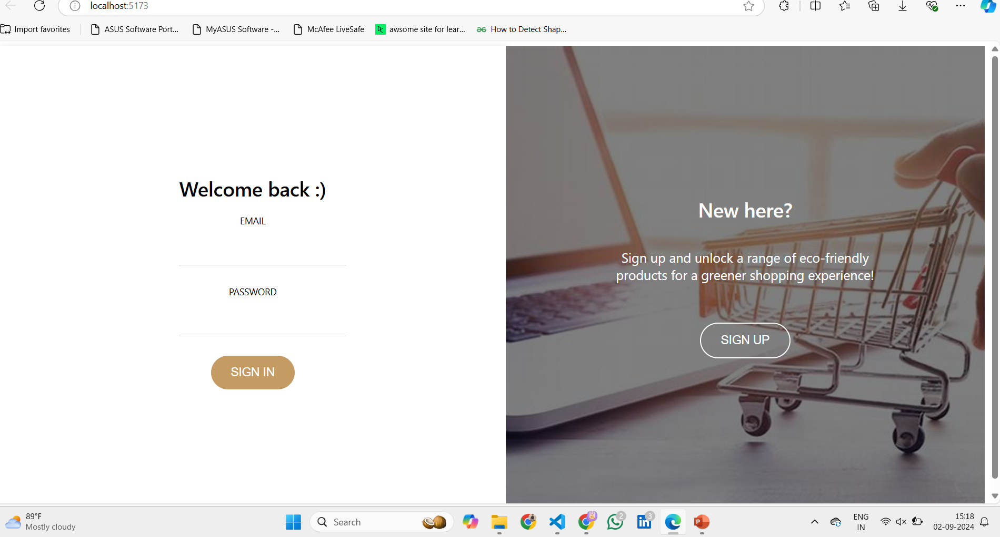 localhost:5173
Import favorites
ASUS Software Port...
MyASUS Software -...
McAfee LiveSafe
awsome site for lear...
How to Detect Shap...
Welcome back :)
EMAIL
PASSWORD
SIGN IN
New here?
Sign up and unlock a range of eco-friendly
products for a greener shopping experience!
SIGN UP
89°F
Mostly cloudy
Search
2
3
ENG
IN
15:18
02-09-2024